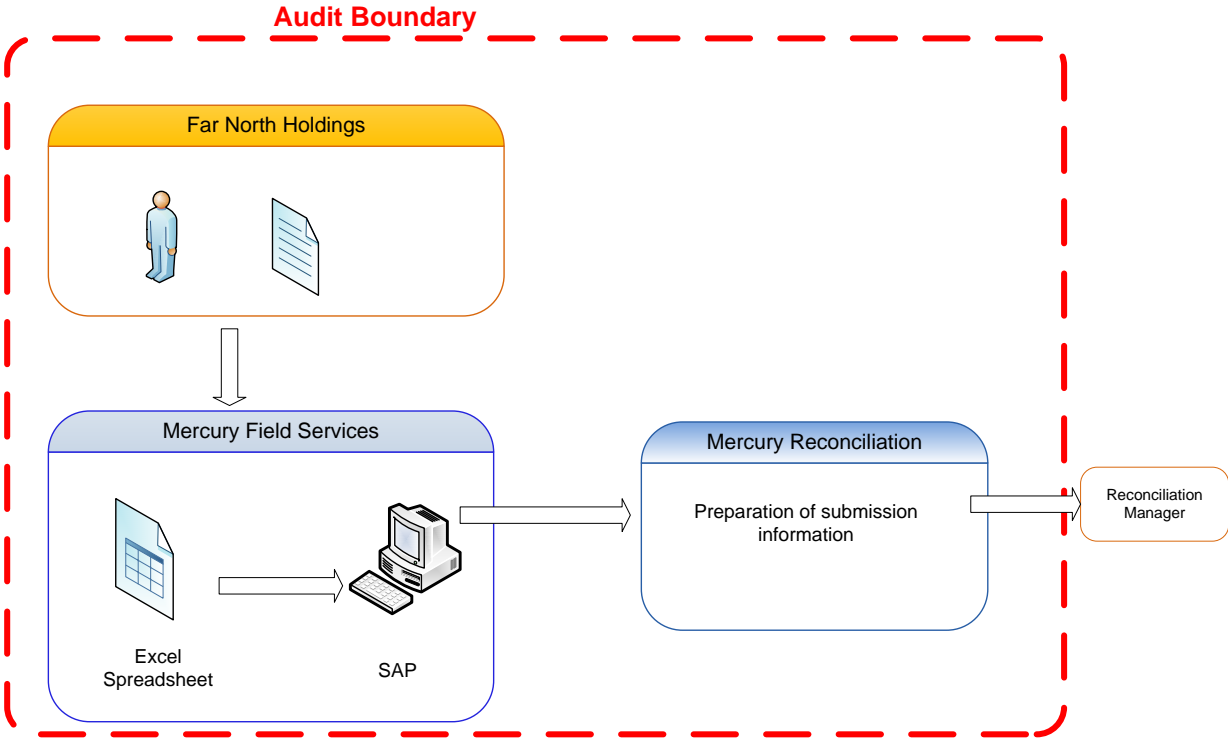 Audit Boundary
Far North Holdings
Mercury Field Services
Excel
Spreadsheet
SAP
Mercury Reconciliation
Preparation of submission
information
Reconciliation
Manager